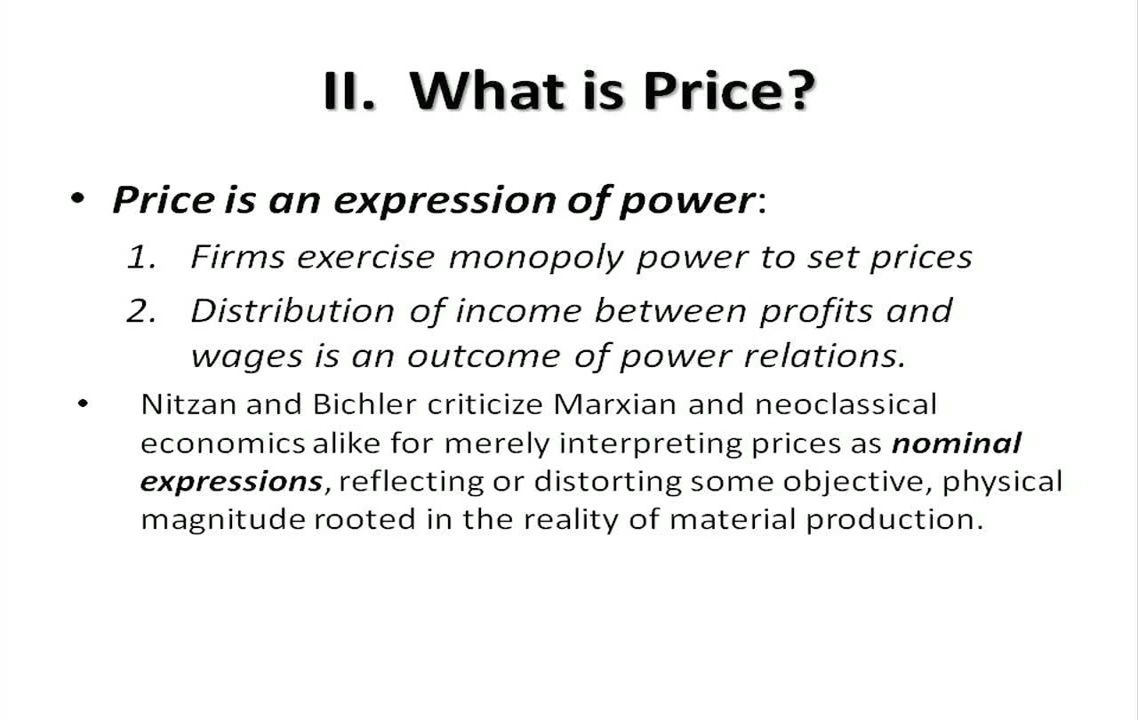 II. What is Price?
• Price is an expression of power:
1. Firms exercise monopoly power to set prices
2. Distribution of income between profits and
wages is an outcome of power relations.
• Nitzan and Bichler criticize Marxian and neoclassical
economics alike for merely interpreting prices as nominal
expressions, reflecting or distorting some objective, physical
magnitude rooted in the reality of material production.